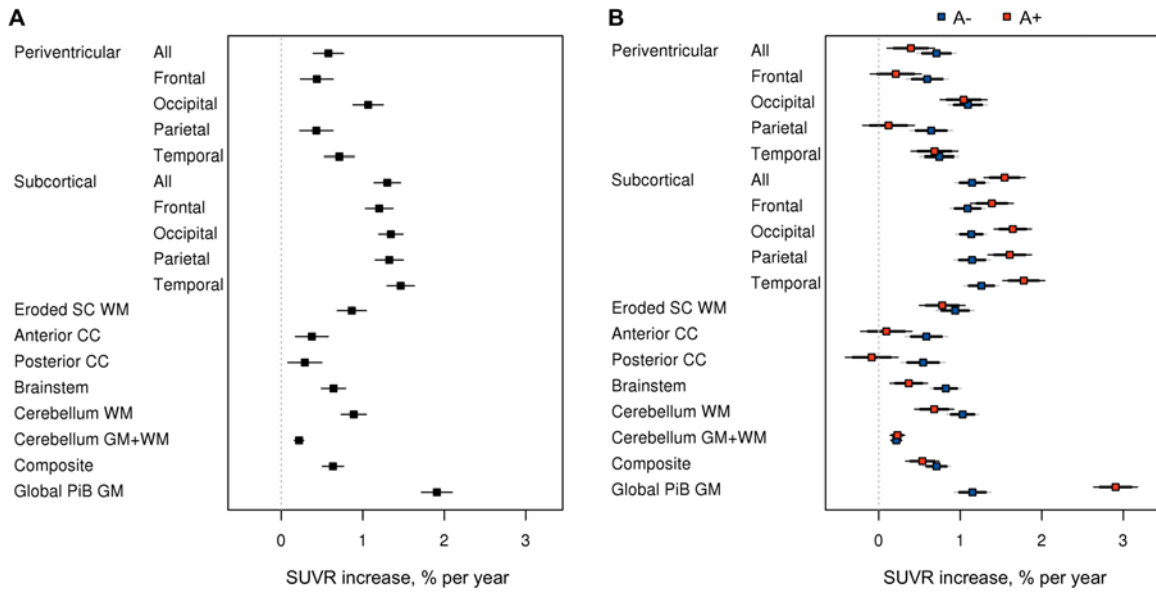 A
Periventricular All
Frontal
Occipital
Parietal
Temporal
Subcortical All
Frontal
Occipital
Parietal
Temporal
Eroded SC WM
Anterior CC
Posterior CC
Brainstem
Cerebellum WM
Cerebellum GM+WM
Composite
Global PiB GM
0 1 2 3
SUVR increase, % per year
B
A- A+
Periventricular All
Frontal
Occipital
Parietal
Temporal
Subcortical All
Frontal
Occipital
Parietal
Temporal
Eroded SC WM
Anterior CC
Posterior CC
Brainstem
Cerebellum WM
Cerebellum GM+WM
Composite
Global PiB GM
0 1 2 3
SUVR increase, % per year